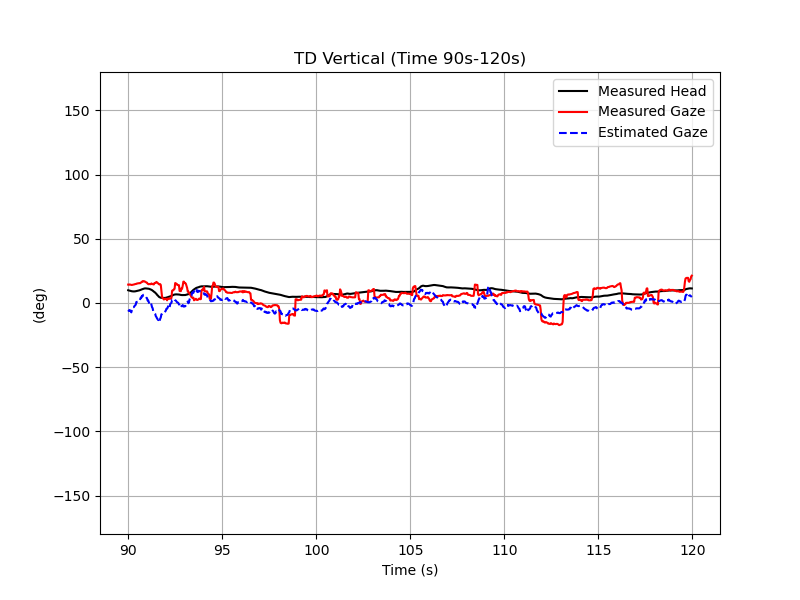 TD Vertical (Time 90s-120s)
Measured Head
Measured Gaze
Estimated Gaze
150
100
50
0
−50
−100
−150
(deg)
90 95 100 105 110 115 120
Time (s)